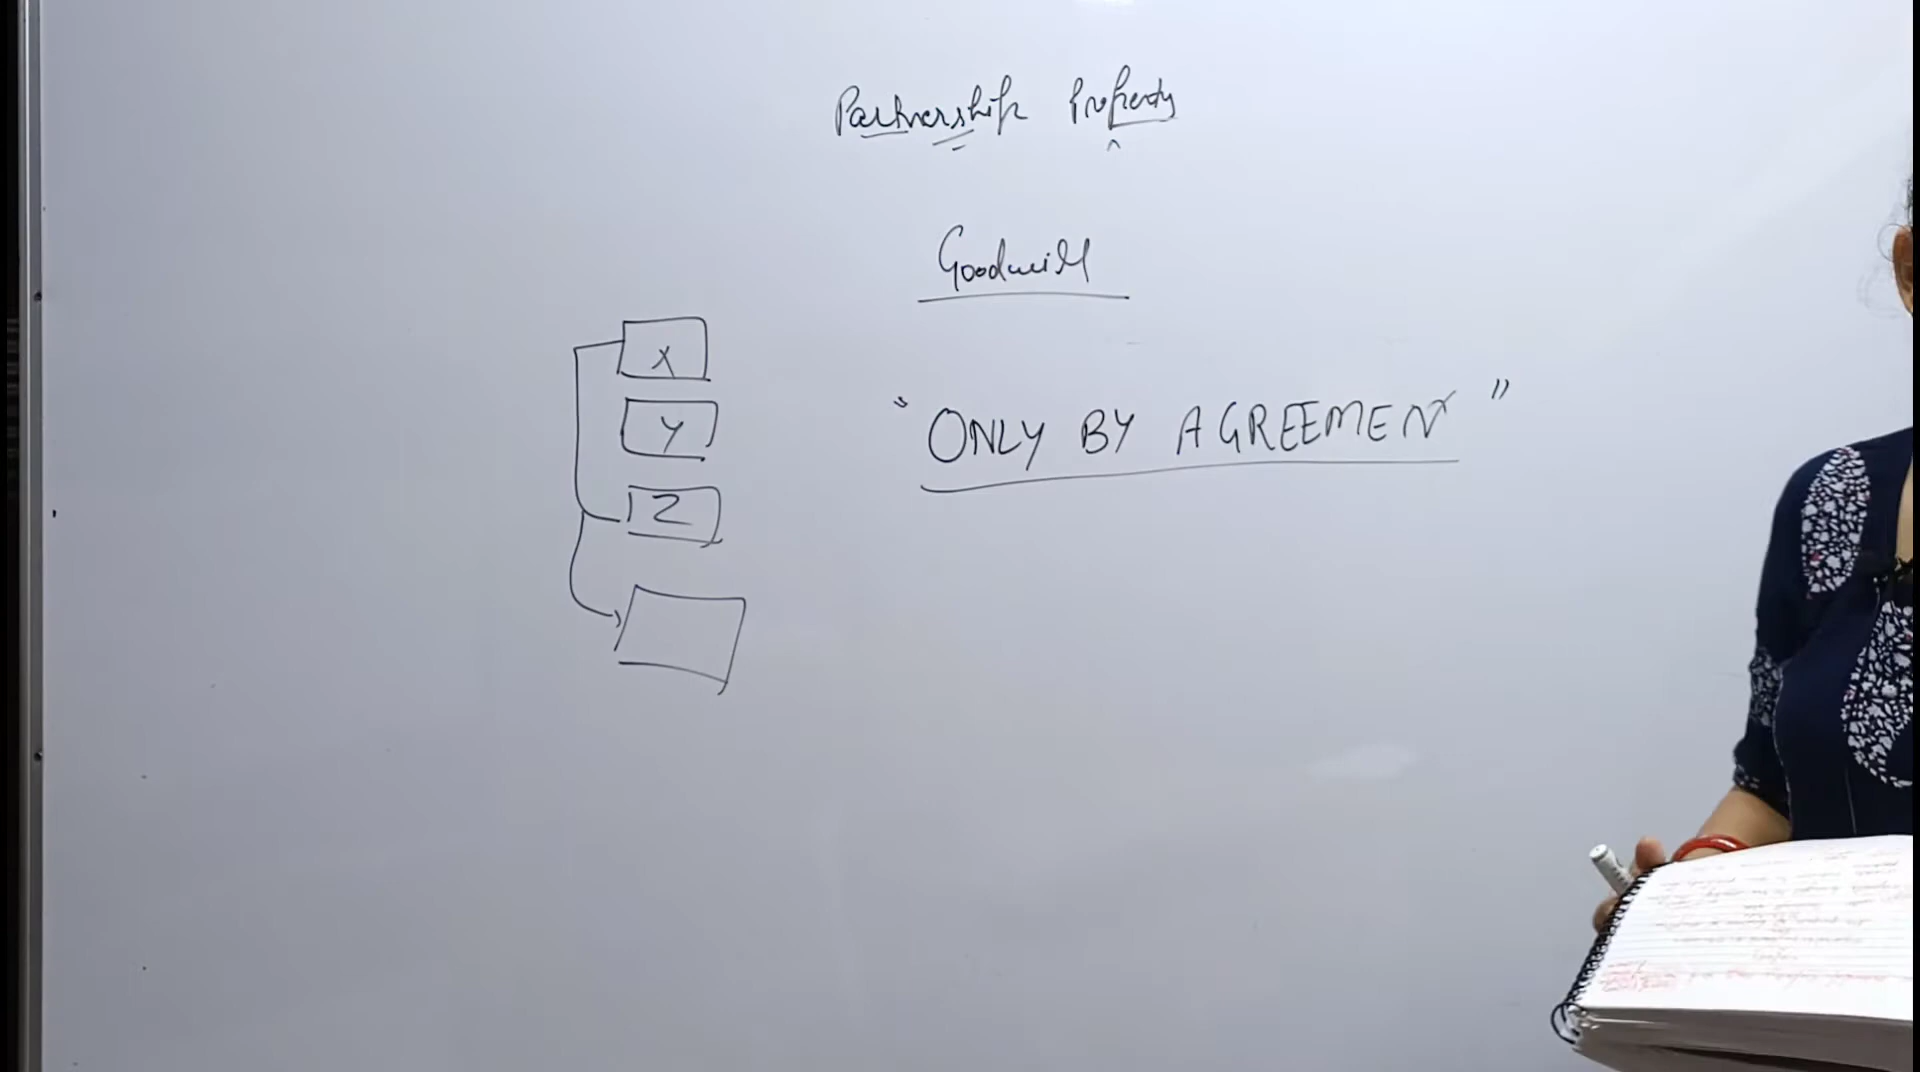 Partnership Property
Goodwill
X
Y
Z
"ONLY BY AGREEMENT"